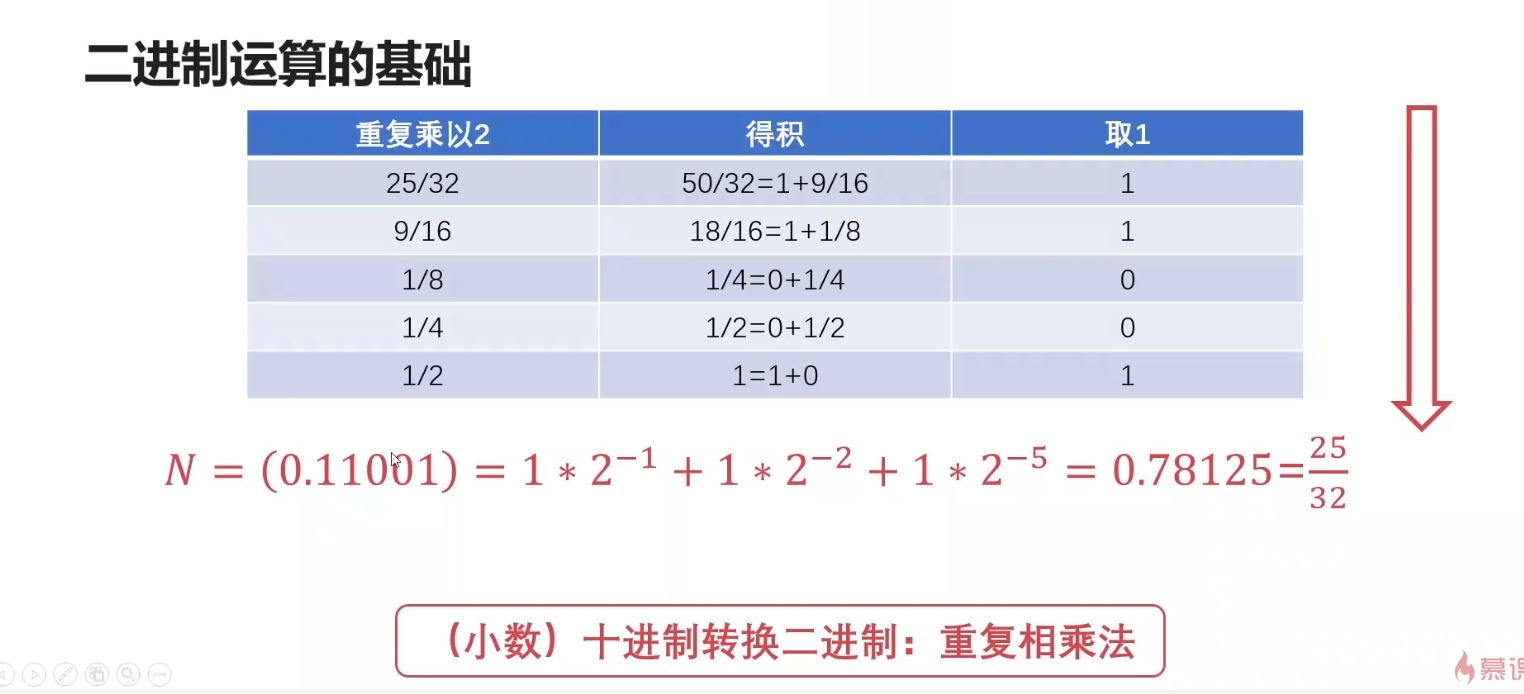 二进制运算的基础
重复乘以2 得积 取1
25/32 50/32=1+9/16 1
9/16 18/16=1+1/8 1
1/8 1/4=0+1/4 0
1/4 1/2=0+1/2 0
1/2 1=1+0 1
N = (0.11001) = 1 * 2⁻¹ + 1 * 2⁻² + 1 * 2⁻⁵ = 0.78125=25/32
（小数）十进制转换二进制：重复相乘法
慕课